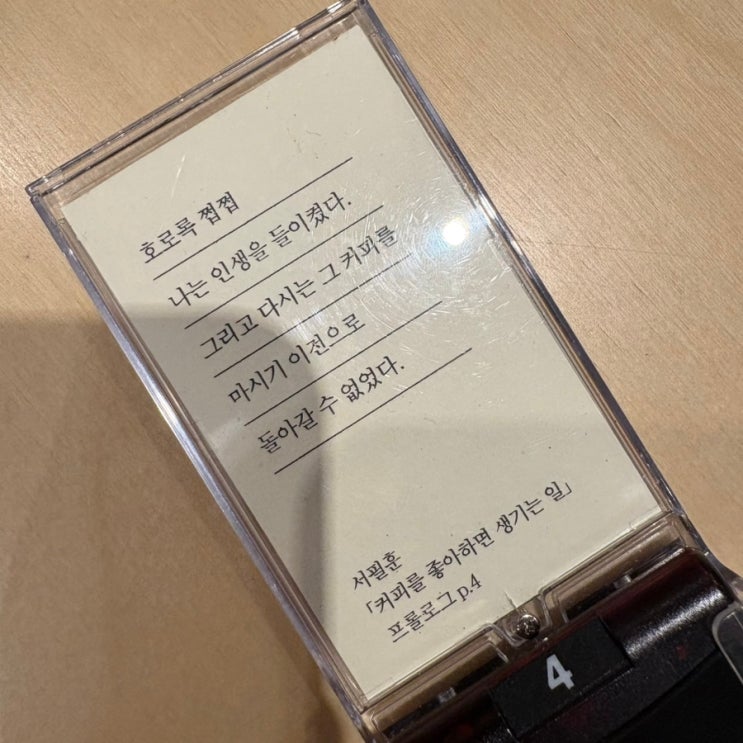 호로록 쩝쩝
나는 인생을 들이켰다.
그리고 다시는 그 커피를
마시기 이전으로
돌아갈 수 없었다.
서필훈
「커피를 좋아하면 생기는 일」
프롤로그 p.4
4